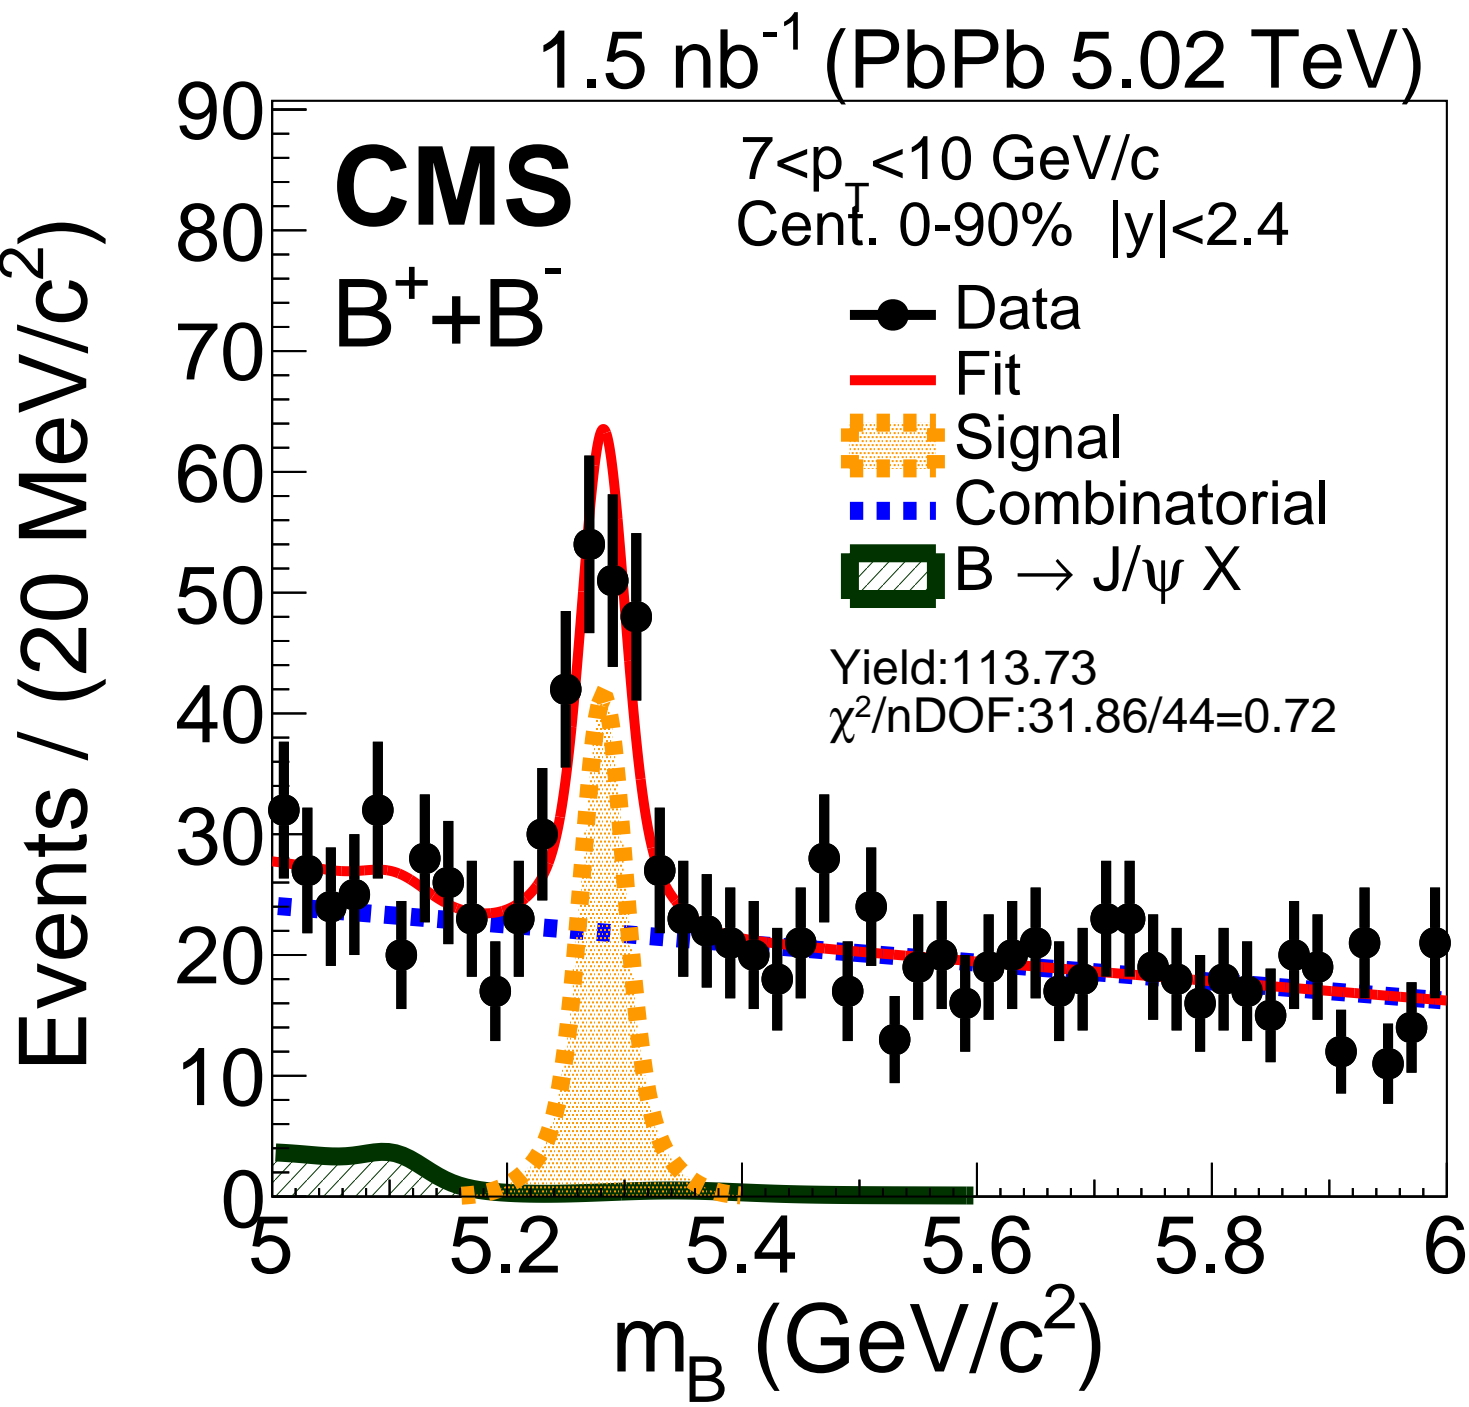 1.5 nb⁻¹ (PbPb 5.02 TeV)
CMS
B⁺+B⁻
7<p_T<10 GeV/c
Cent. 0-90% |y|<2.4
Data
Fit
Signal
Combinatorial
B → J/ψ X
Yield:113.73
χ²/nDOF:31.86/44=0.72
Events / (20 MeV/c²)
90
80
70
60
50
40
30
20
10
0
5 5.2 5.4 5.6 5.8 6
m_B (GeV/c²)